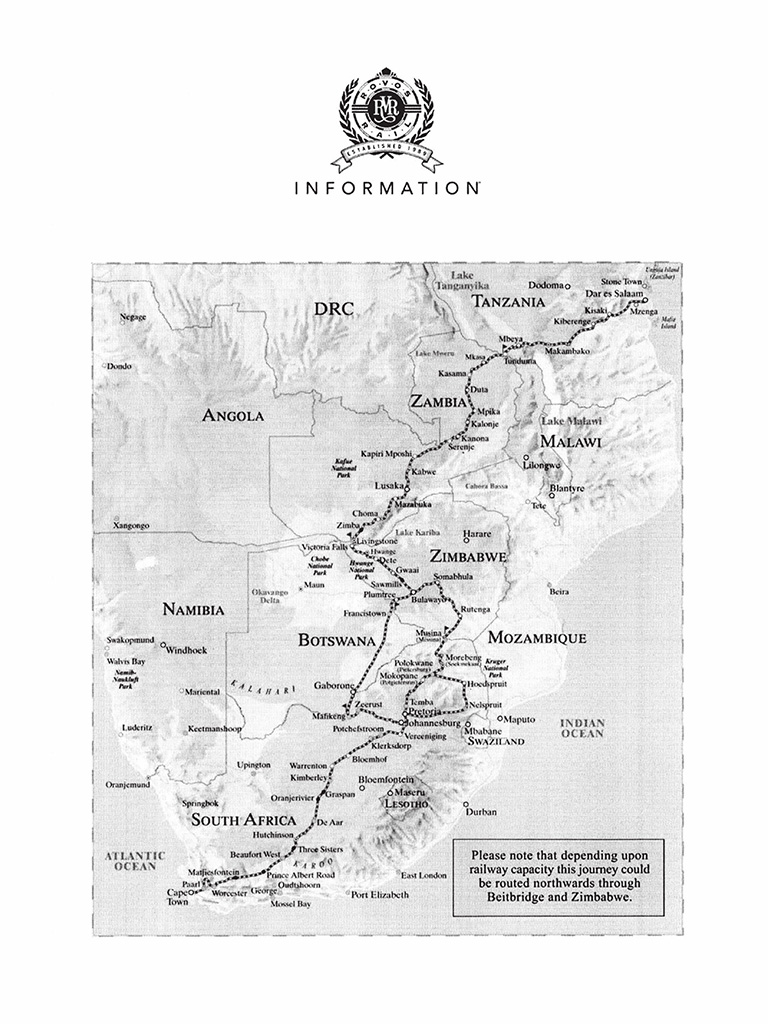 ROVOS
RVR
RAIL
ESTABLISHED 1989
INFORMATION
Lake
Tanganyika
Dodoma
Stone Town
Unguja Island
(Zanzibar)
TANZANIA
Dar es Salaam
DRC
Kisaki
Mzenga
Negage
Kiberenge
Mafia
Island
Mbeya
Makambako
Lake Mweru
Mkasa
Tunduma
Dondo
Kasama
Duta
ANGOLA
ZAMBIA
Mpika
Kalonje
Lake Malawi
Kanona
Serenje
MALAWI
Kapiri Mposhi
Kafue
National
Park
Kabwe
Lilongwe
Lusaka
Cahora Bassa
Blantyre
Mazabuka
Tete
Choma
Xangongo
Zimba
Lake Kariba
Harare
Livingstone
Victoria Falls
Hwange
ZIMBABWE
Chobe
National
Park
Dete
Hwange
National
Park
Gwaai
Somabhula
Maun
Sawmills
Okavango
Delta
Plumtree
Bulawayo
Beira
NAMIBIA
Francistown
Rutenga
Swakopmund
Windhoek
BOTSWANA
Musina
(Messina)
MOZAMBIQUE
Walvis Bay
Namib-
Naukluft
Park
Polokwane
(Pietersburg)
Morebeng
(Soekmekaar)
Kruger
National
Park
Mokopane
(Potgietersrus)
KALAHARI
Gaborone
Hoedspruit
Mariental
Zeerust
Temba
Nelspruit
Pretoria
Mafikeng
Johannesburg
Maputo
Luderitz
Keetmanshoop
Potchefstroom
Vereeniging
Mbabane
SWAZILAND
INDIAN
OCEAN
Klerksdorp
Upington
Warrenton
Bloemhof
Kimberley
Oranjemund
Bloemfontein
Maseru
Oranjerivier
Graspan
LESOTHO
Springbok
Durban
SOUTH AFRICA
De Aar
Hutchinson
Three Sisters
ATLANTIC
OCEAN
Beaufort West
KAROO
Matjiesfontein
Prince Albert Road
East London
Paarl
Cape
Town
Worcester
George
Oudtshoorn
Port Elizabeth
Mossel Bay
Please note that depending upon
railway capacity this journey could
be routed northwards through
Beitbridge and Zimbabwe.